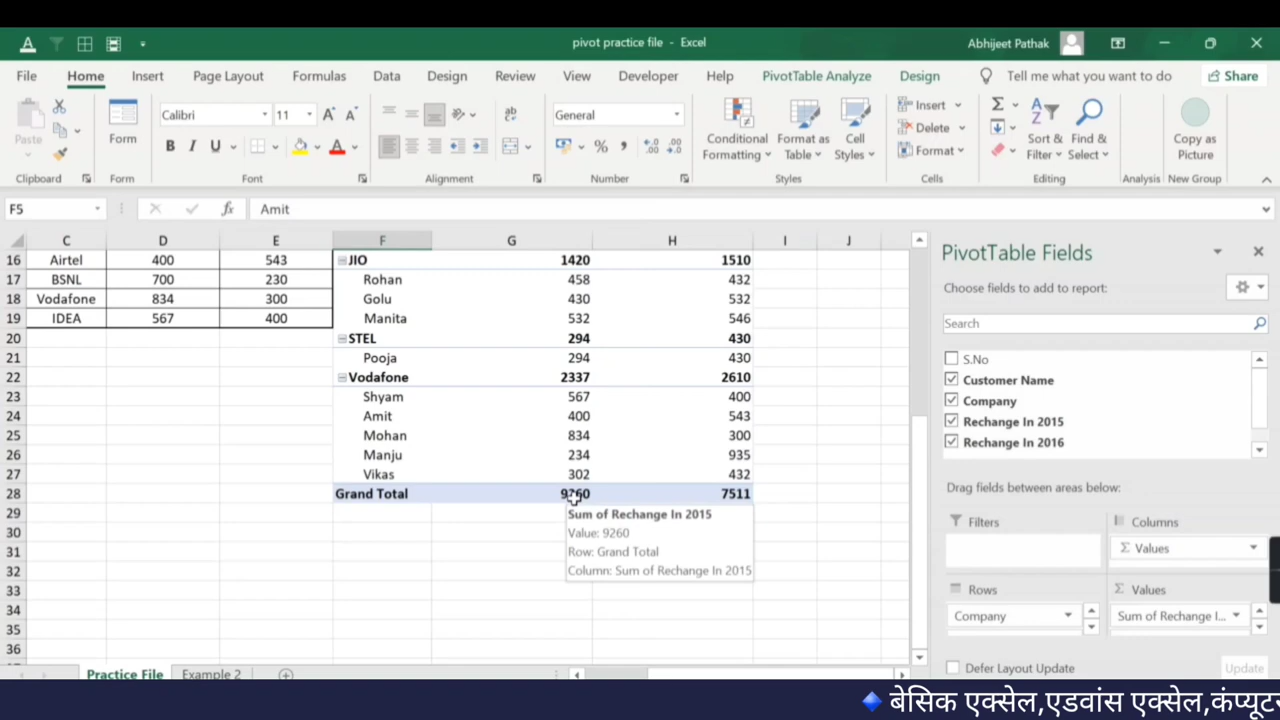 pivot practice file - Excel
Abhijeet Pathak
File Home Insert Page Layout Formulas Data Design Review View Developer Help PivotTable Analyze Design Tell me what you want to do Share
Paste
Clipboard
Form
Form
Calibri 11
B I U
Font
Alignment
General
Number
Conditional Formatting
Format as Table
Cell Styles
Styles
Insert
Delete
Format
Cells
Sort & Filter
Find & Select
Editing
Analysis
Copy as Picture
New Group
F5 fx Amit
C D E F G H I J
16 Airtel 400 543 JIO 1420 1510
17 BSNL 700 230 Rohan 458 432
18 Vodafone 834 300 Golu 430 532
19 IDEA 567 400 Manita 532 546
20 STEL 294 430
21 Pooja 294 430
22 Vodafone 2337 2610
23 Shyam 567 400
24 Amit 400 543
25 Mohan 834 300
26 Manju 234 935
27 Vikas 302 432
28 Grand Total 9260 7511
29
30
31
32
33
34
35
36
Sum of Rechange In 2015
Value: 9260
Row: Grand Total
Column: Sum of Rechange In 2015
Practice File Example 2
PivotTable Fields
Choose fields to add to report:
Search
S.No
Customer Name
Company
Rechange In 2015
Rechange In 2016
Drag fields between areas below:
Filters
Columns
Σ Values
Rows
Company
Σ Values
Sum of Rechange I...
Defer Layout Update
Update
बेसिक एक्सेल,एडवांस एक्सेल,कंप्यूटर